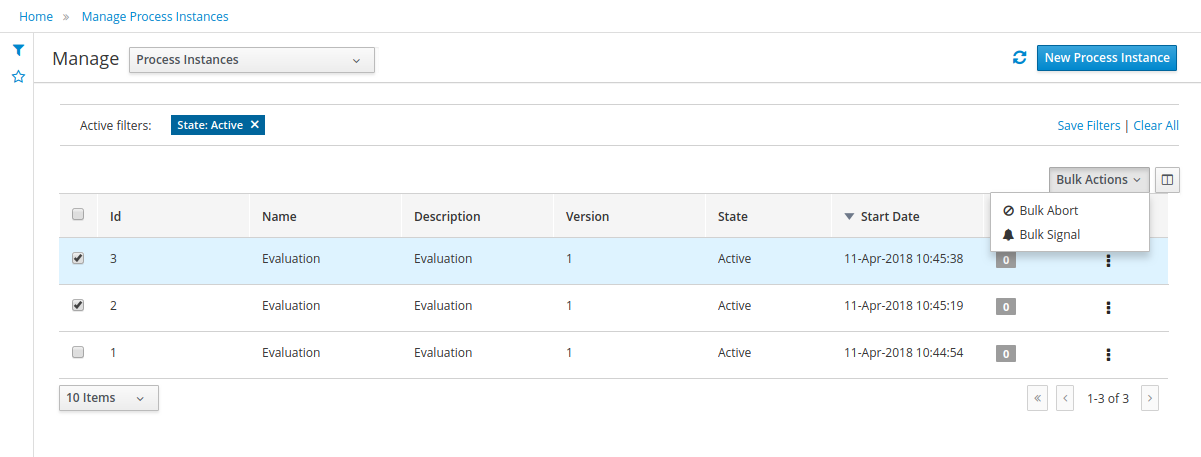 Home » Manage Process Instances
Manage Process Instances New Process Instance
Active filters: State: Active × Save Filters | Clear All
Bulk Actions
Id Name Description Version State Start Date
Bulk Abort
Bulk Signal
3 Evaluation Evaluation 1 Active 11-Apr-2018 10:45:38 0
2 Evaluation Evaluation 1 Active 11-Apr-2018 10:45:19 0
1 Evaluation Evaluation 1 Active 11-Apr-2018 10:44:54 0
10 Items « ‹ 1-3 of 3 ›